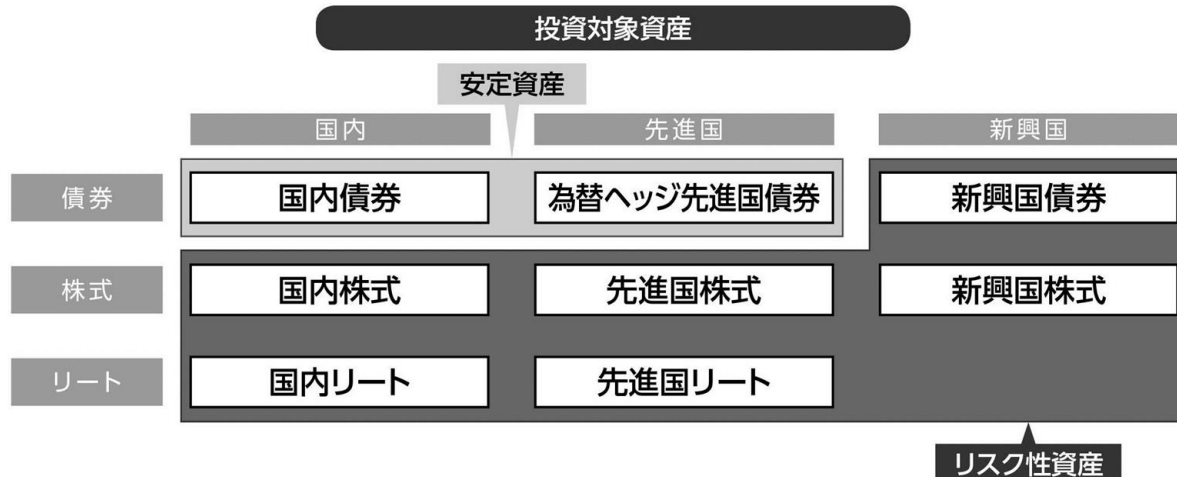 投資対象資産
安定資産
国内 先進国 新興国
債券 国内債券 為替ヘッジ先進国債券 新興国債券
株式 国内株式 先進国株式 新興国株式
リート 国内リート 先進国リート
リスク性資産